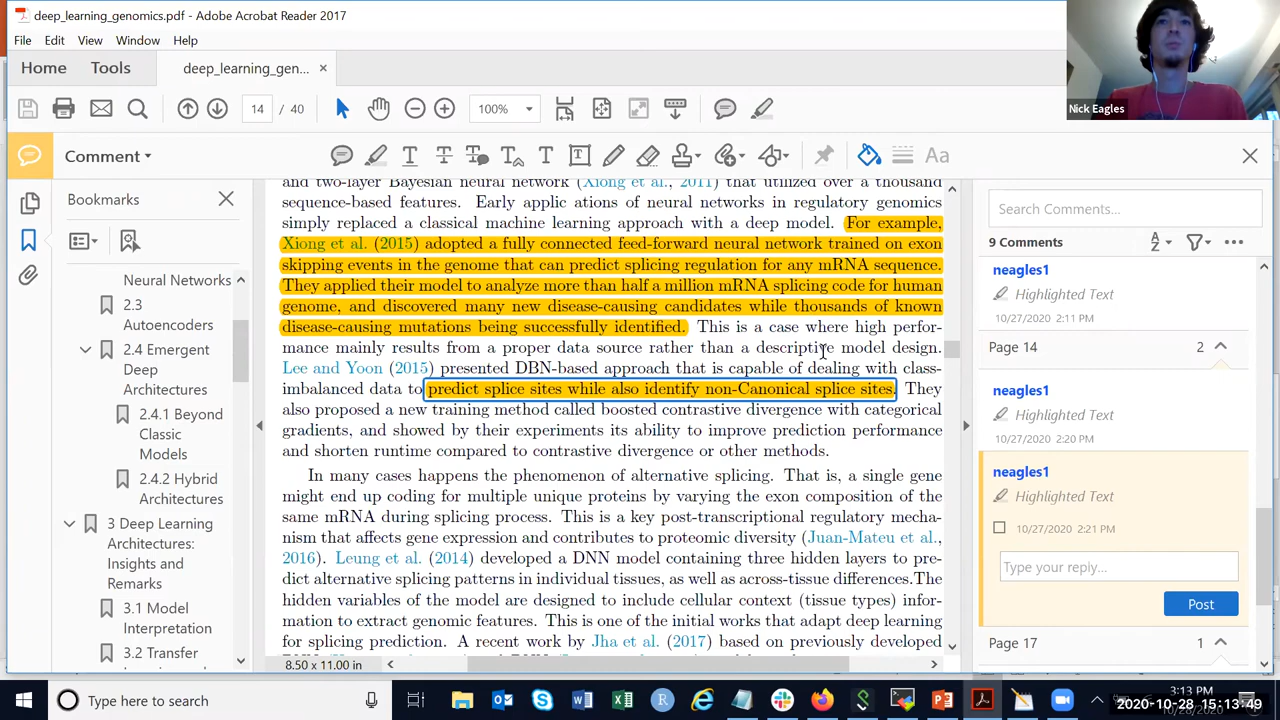 deep_learning_genomics.pdf - Adobe Acrobat Reader 2017
File Edit View Window Help
Home Tools deep_learning_gen... ×
14 / 40 100%
Nick Eagles
Comment
Aa
Bookmarks
Neural Networks
2.3
Autoencoders
2.4 Emergent
Deep
Architectures
2.4.1 Beyond
Classic
Models
2.4.2 Hybrid
Architectures
3 Deep Learning
Architectures:
Insights and
Remarks
3.1 Model
Interpretation
3.2 Transfer
and two-layer Bayesian neural network (Xiong et al., 2011) that utilized over a thousand
sequence-based features. Early applic ations of neural networks in regulatory genomics
simply replaced a classical machine learning approach with a deep model. For example,
Xiong et al. (2015) adopted a fully connected feed-forward neural network trained on exon
skipping events in the genome that can predict splicing regulation for any mRNA sequence.
They applied their model to analyze more than half a million mRNA splicing code for human
genome, and discovered many new disease-causing candidates while thousands of known
disease-causing mutations being successfully identified. This is a case where high perfor-
mance mainly results from a proper data source rather than a descriptive model design.
Lee and Yoon (2015) presented DBN-based approach that is capable of dealing with class-
imbalanced data to predict splice sites while also identify non-Canonical splice sites. They
also proposed a new training method called boosted contrastive divergence with categorical
gradients, and showed by their experiments its ability to improve prediction performance
and shorten runtime compared to contrastive divergence or other methods.
In many cases happens the phenomenon of alternative splicing. That is, a single gene
might end up coding for multiple unique proteins by varying the exon composition of the
same mRNA during splicing process. This is a key post-transcriptional regulatory mecha-
nism that affects gene expression and contributes to proteomic diversity (Juan-Mateu et al.,
2016). Leung et al. (2014) developed a DNN model containing three hidden layers to pre-
dict alternative splicing patterns in individual tissues, as well as across-tissue differences.The
hidden variables of the model are designed to include cellular context (tissue types) infor-
mation to extract genomic features. This is one of the initial works that adapt deep learning
for splicing prediction. A recent work by Jha et al. (2017) based on previously developed
8.50 x 11.00 in
Search Comments...
9 Comments
neagles1
Highlighted Text
10/27/2020 2:11 PM
Page 14 2
neagles1
Highlighted Text
10/27/2020 2:20 PM
neagles1
Highlighted Text
10/27/2020 2:21 PM
Type your reply...
Post
Page 17 1
Type here to search
3:13 PM
2020-10-28 15:13:49